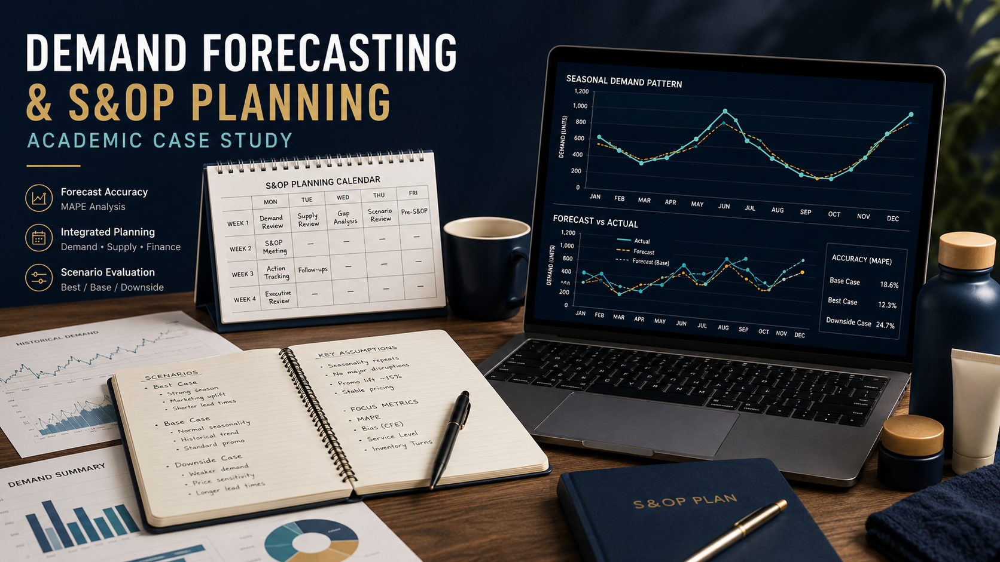 DEMAND FORECASTING
& S&OP PLANNING
ACADEMIC CASE STUDY
Forecast Accuracy
MAPE Analysis
Integrated Planning
Demand • Supply • Finance
Scenario Evaluation
Best / Base / Downside
S&OP PLANNING CALENDAR
MON TUE WED THU FRI
WEEK 1 Demand Review Supply Review Gap Analysis Scenario Review Pre-S&OP
WEEK 2 S&OP Meeting — — — —
WEEK 3 Action Tracking Follow-ups — — —
WEEK 4 Executive Review — — — —
SEASONAL DEMAND PATTERN
DEMAND (UNITS)
1,200
1,000
800
600
400
200
0
JAN FEB MAR APR MAY JUN JUL AUG SEP OCT NOV DEC
FORECAST vs ACTUAL
DEMAND (UNITS)
1,200
1,000
800
600
200
0
Actual
Forecast
Forecast (Base)
JAN FEB MAR APR MAY JUN JUL AUG SEP OCT NOV DEC
ACCURACY (MAPE)
Base Case 18.6%
Best Case 12.3%
Downside Case 24.7%
HISTORICAL DEMAND
DEMAND SUMMARY
SCENARIOS
• Best Case
• Strong season
• Marketing uplift
• Shorter lead times
• Base Case
• Normal seasonality
• Historical trend
• Standard promo
• Downside Case
• Weaker demand
• Price sensitivity
• Longer lead times
KEY ASSUMPTIONS
• Seasonality repeats
• No major disruptions
• Promo lift ~15%
• Stable pricing
• FOCUS METRICS
• MAPE
• Bias (CFE)
• Service Level
• Inventory Turns
S&OP PLAN